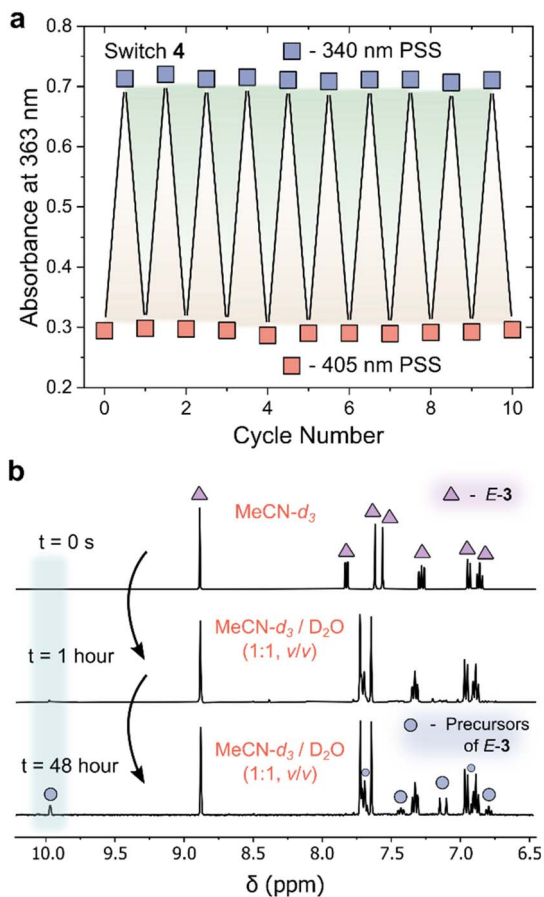 a
Switch 4
- 340 nm PSS
- 405 nm PSS
Absorbance at 363 nm
0.8
0.7
0.6
0.5
0.4
0.3
0.2
0 2 4 6 8 10
Cycle Number
b
- E-3
MeCN-d3
t = 0 s
MeCN-d3 / D2O
(1:1, v/v)
t = 1 hour
- Precursors
of E-3
MeCN-d3 / D2O
(1:1, v/v)
t = 48 hour
10.0 9.5 9.0 8.5 8.0 7.5 7.0 6.5
δ (ppm)